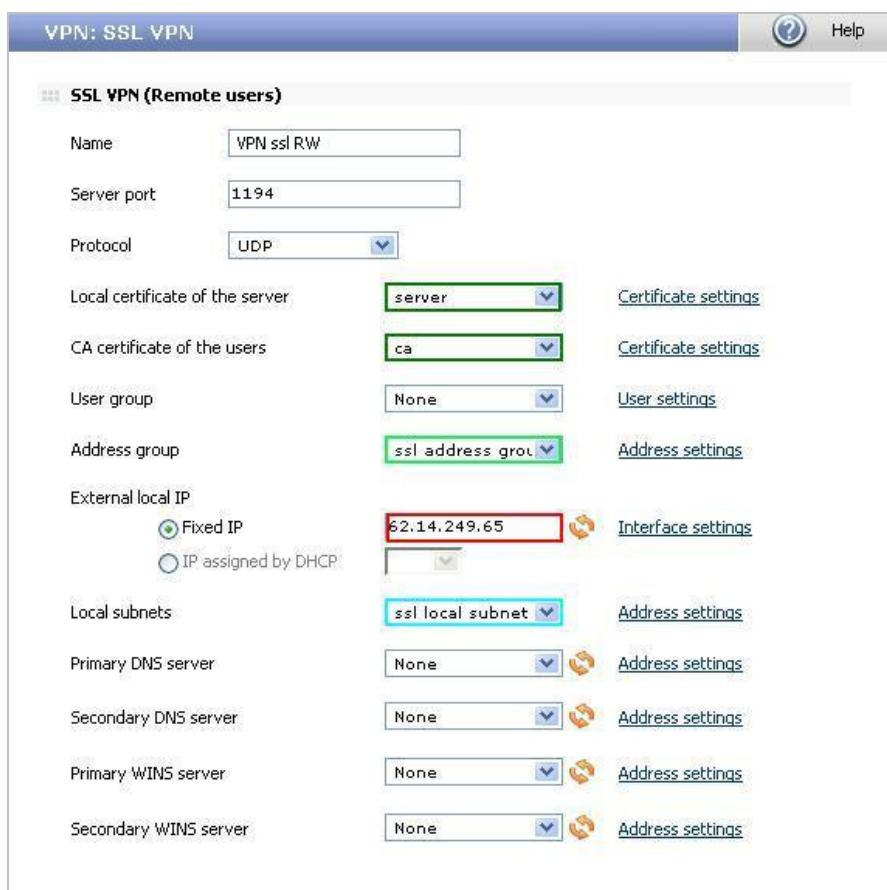 VPN: SSL VPN
Help
SSL VPN (Remote users)
Name VPN ssl RW
Server port 1194
Protocol UDP
Local certificate of the server server Certificate settings
CA certificate of the users ca Certificate settings
User group None User settings
Address group ssl address grou Address settings
External local IP
Fixed IP 62.14.249.65 Interface settings
IP assigned by DHCP
Local subnets ssl local subnet Address settings
Primary DNS server None Address settings
Secondary DNS server None Address settings
Primary WINS server None Address settings
Secondary WINS server None Address settings